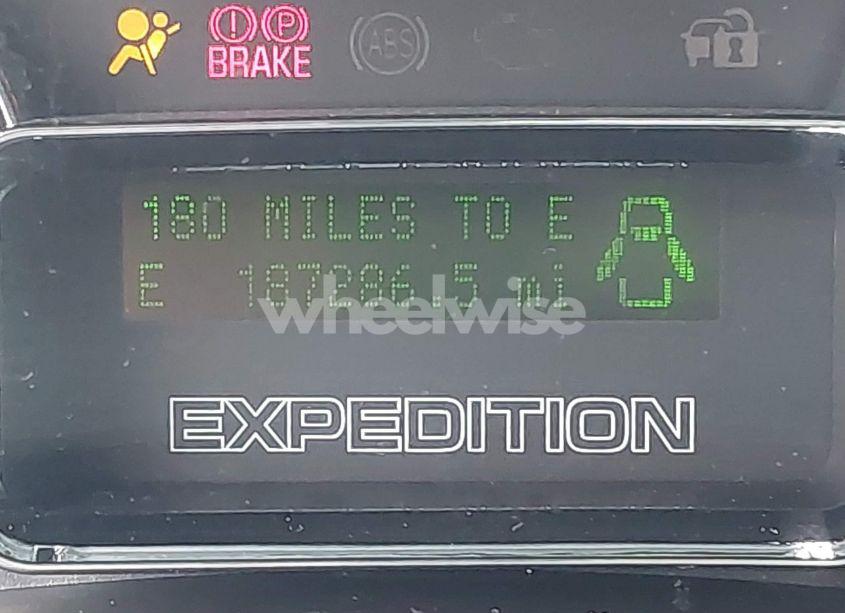 ! P
BRAKE
ABS
180 MILES TO E
E 187286.5 mi
wheelwise
EXPEDITION